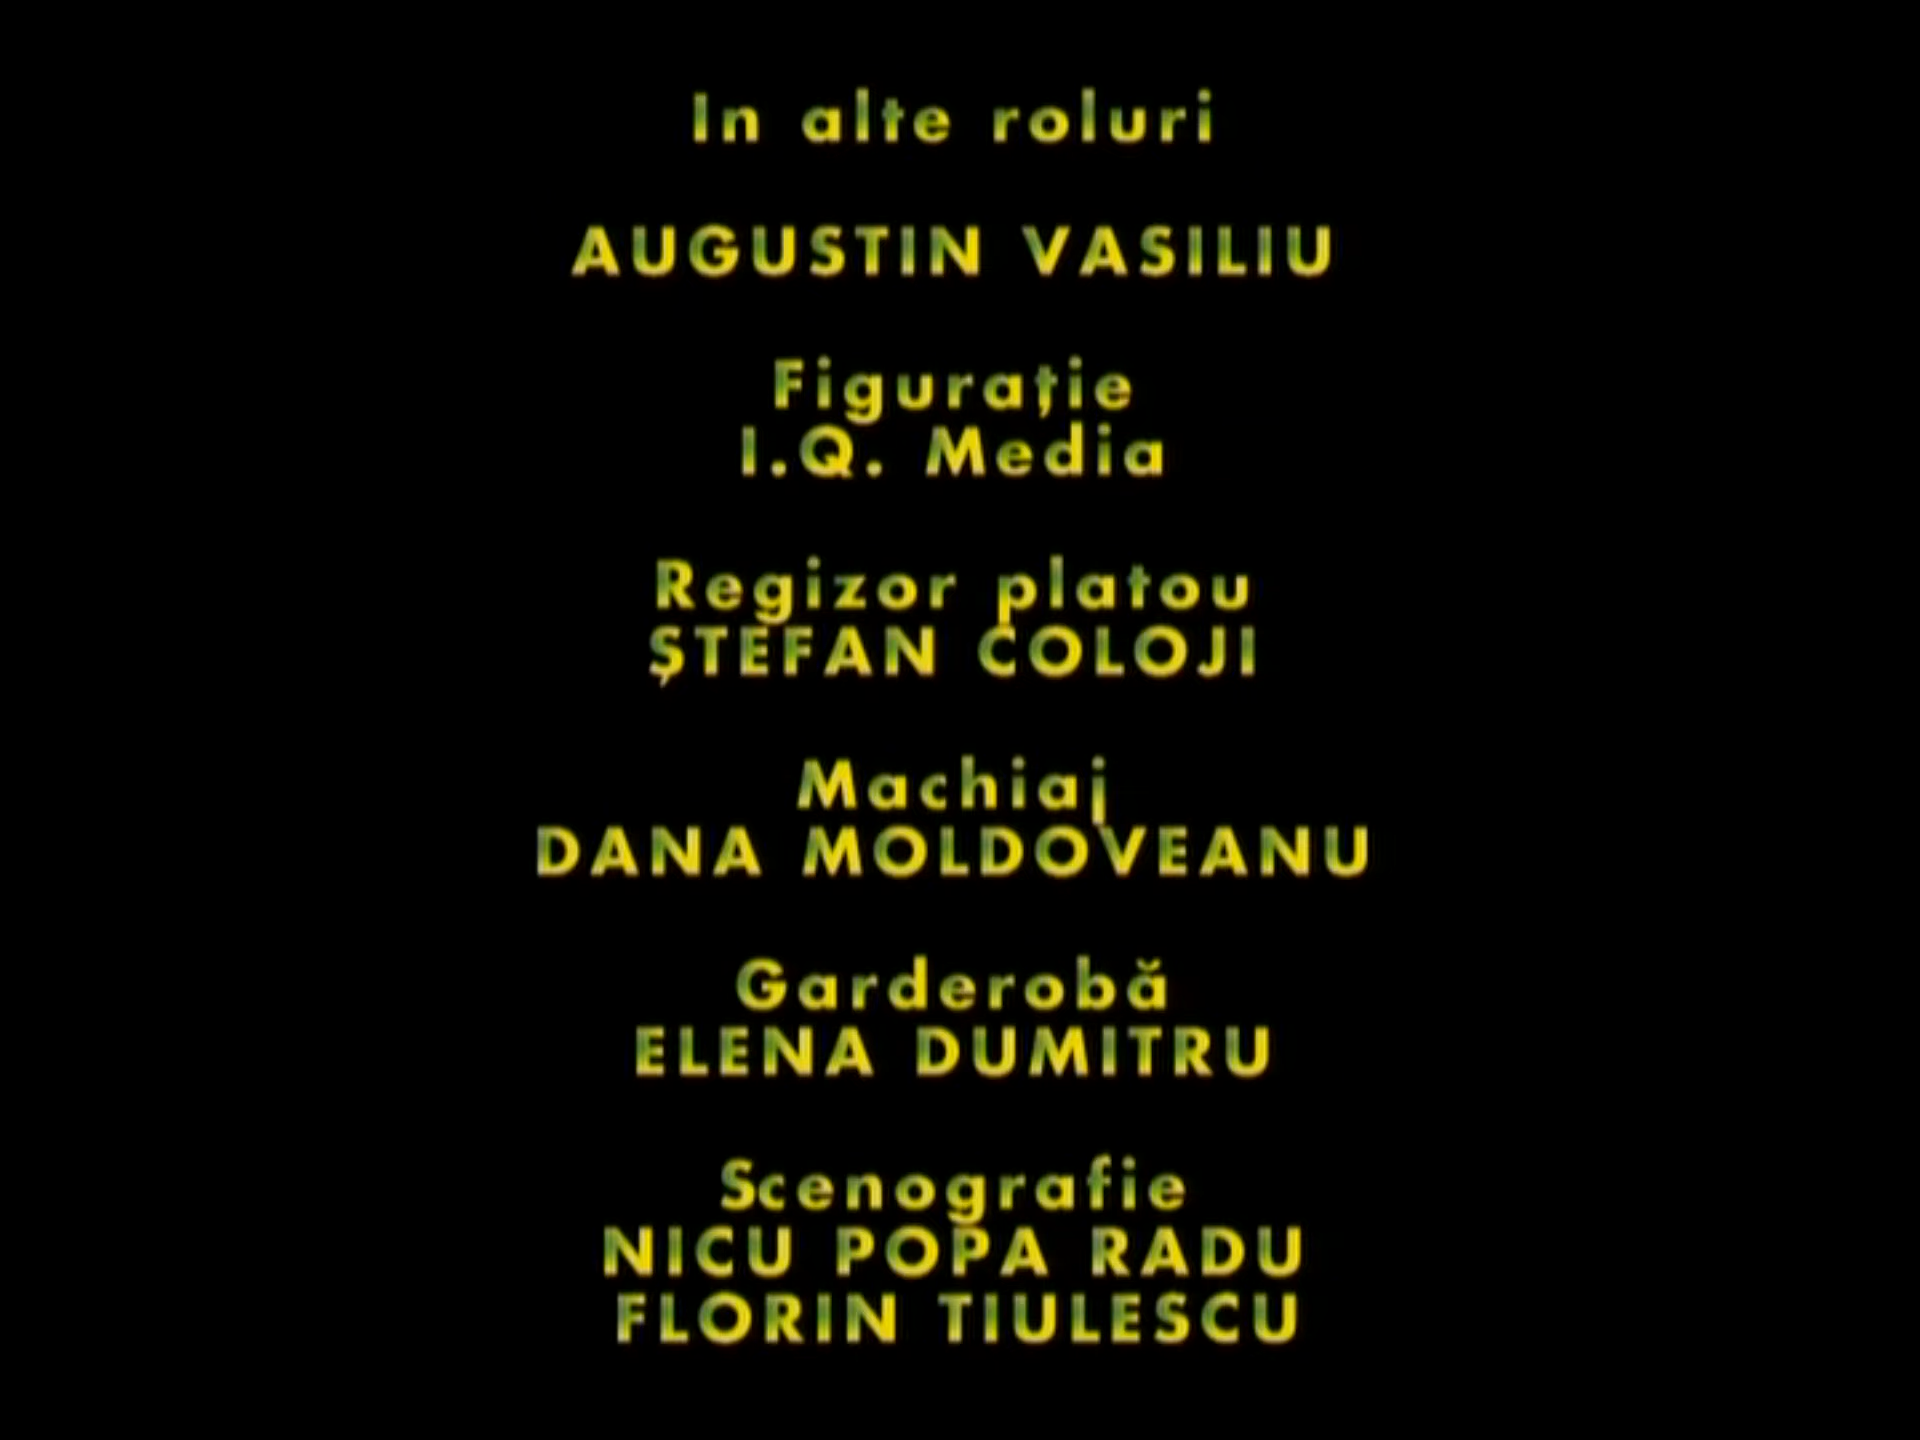 In alte roluri
AUGUSTIN VASILIU
Figurație
I.Q. Media
Regizor platou
ȘTEFAN COLOJI
Machiaj
DANA MOLDOVEANU
Garderobă
ELENA DUMITRU
Scenografie
NICU POPA RADU
FLORIN TIULESCU